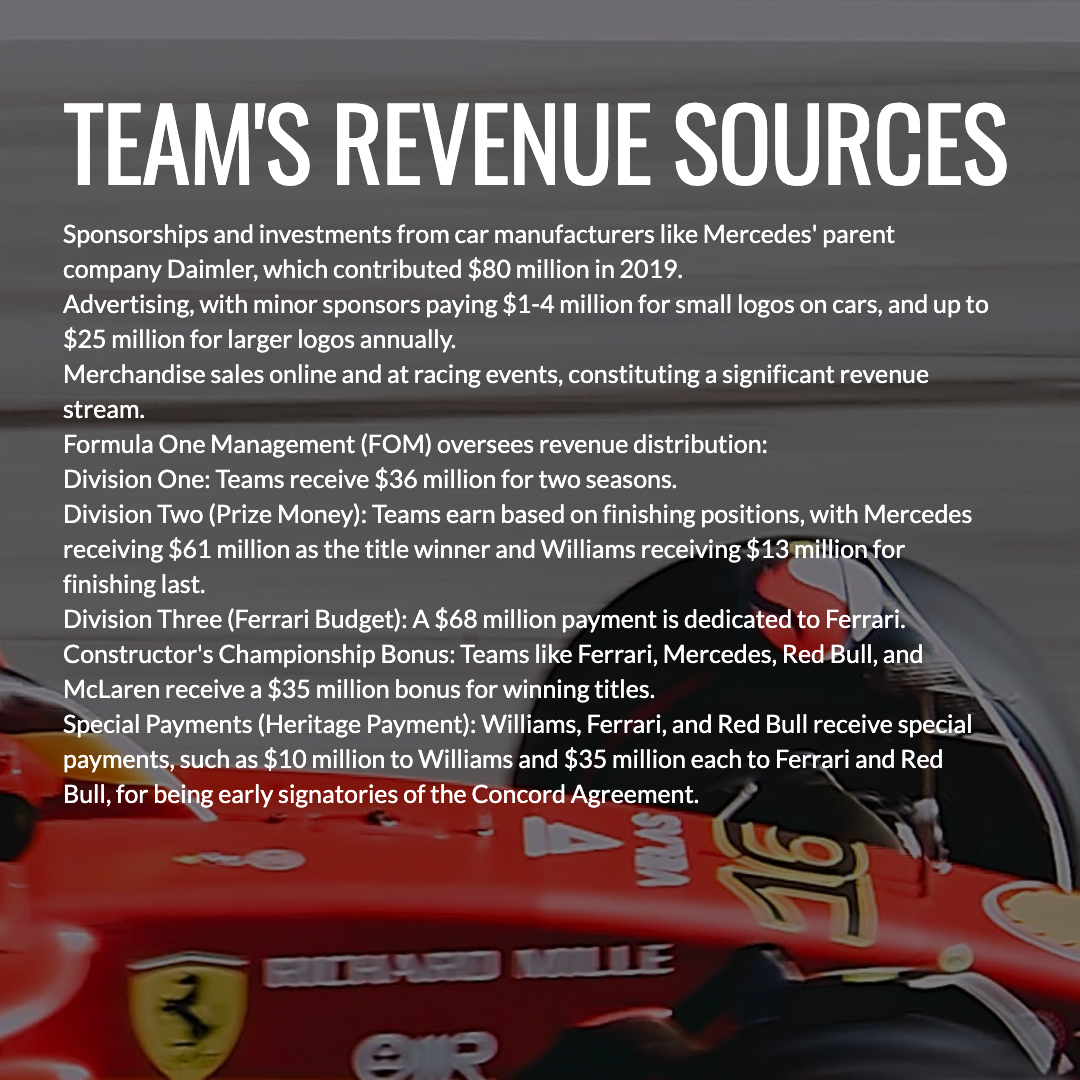 TEAM'S REVENUE SOURCES
Sponsorships and investments from car manufacturers like Mercedes' parent
company Daimler, which contributed $80 million in 2019.
Advertising, with minor sponsors paying $1-4 million for small logos on cars, and up to
$25 million for larger logos annually.
Merchandise sales online and at racing events, constituting a significant revenue
stream.
Formula One Management (FOM) oversees revenue distribution:
Division One: Teams receive $36 million for two seasons.
Division Two (Prize Money): Teams earn based on finishing positions, with Mercedes
receiving $61 million as the title winner and Williams receiving $13 million for
finishing last.
Division Three (Ferrari Budget): A $68 million payment is dedicated to Ferrari.
Constructor's Championship Bonus: Teams like Ferrari, Mercedes, Red Bull, and
McLaren receive a $35 million bonus for winning titles.
Special Payments (Heritage Payment): Williams, Ferrari, and Red Bull receive special
payments, such as $10 million to Williams and $35 million each to Ferrari and Red
Bull, for being early signatories of the Concord Agreement.
VELAS
16
RICHARD MILLE